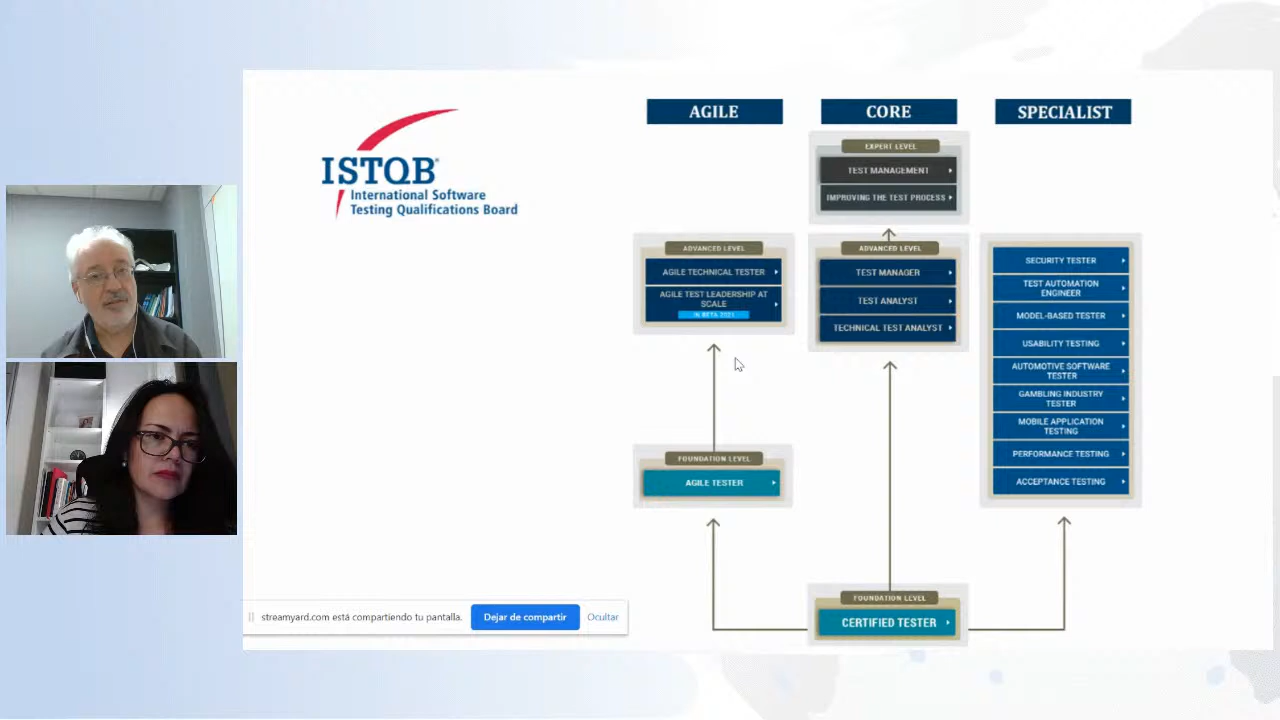 ISTQB®
International Software
Testing Qualifications Board
AGILE
CORE
SPECIALIST
EXPERT LEVEL
TEST MANAGEMENT
IMPROVING THE TEST PROCESS
ADVANCED LEVEL
AGILE TECHNICAL TESTER
AGILE TEST LEADERSHIP AT
SCALE
IN BETA 2021
ADVANCED LEVEL
TEST MANAGER
TEST ANALYST
TECHNICAL TEST ANALYST
SECURITY TESTER
TEST AUTOMATION
ENGINEER
MODEL-BASED TESTER
USABILITY TESTING
AUTOMOTIVE SOFTWARE
TESTER
GAMBLING INDUSTRY
TESTER
MOBILE APPLICATION
TESTING
PERFORMANCE TESTING
ACCEPTANCE TESTING
FOUNDATION LEVEL
AGILE TESTER
FOUNDATION LEVEL
CERTIFIED TESTER
streamyard.com está compartiendo tu pantalla.
Dejar de compartir
Ocultar